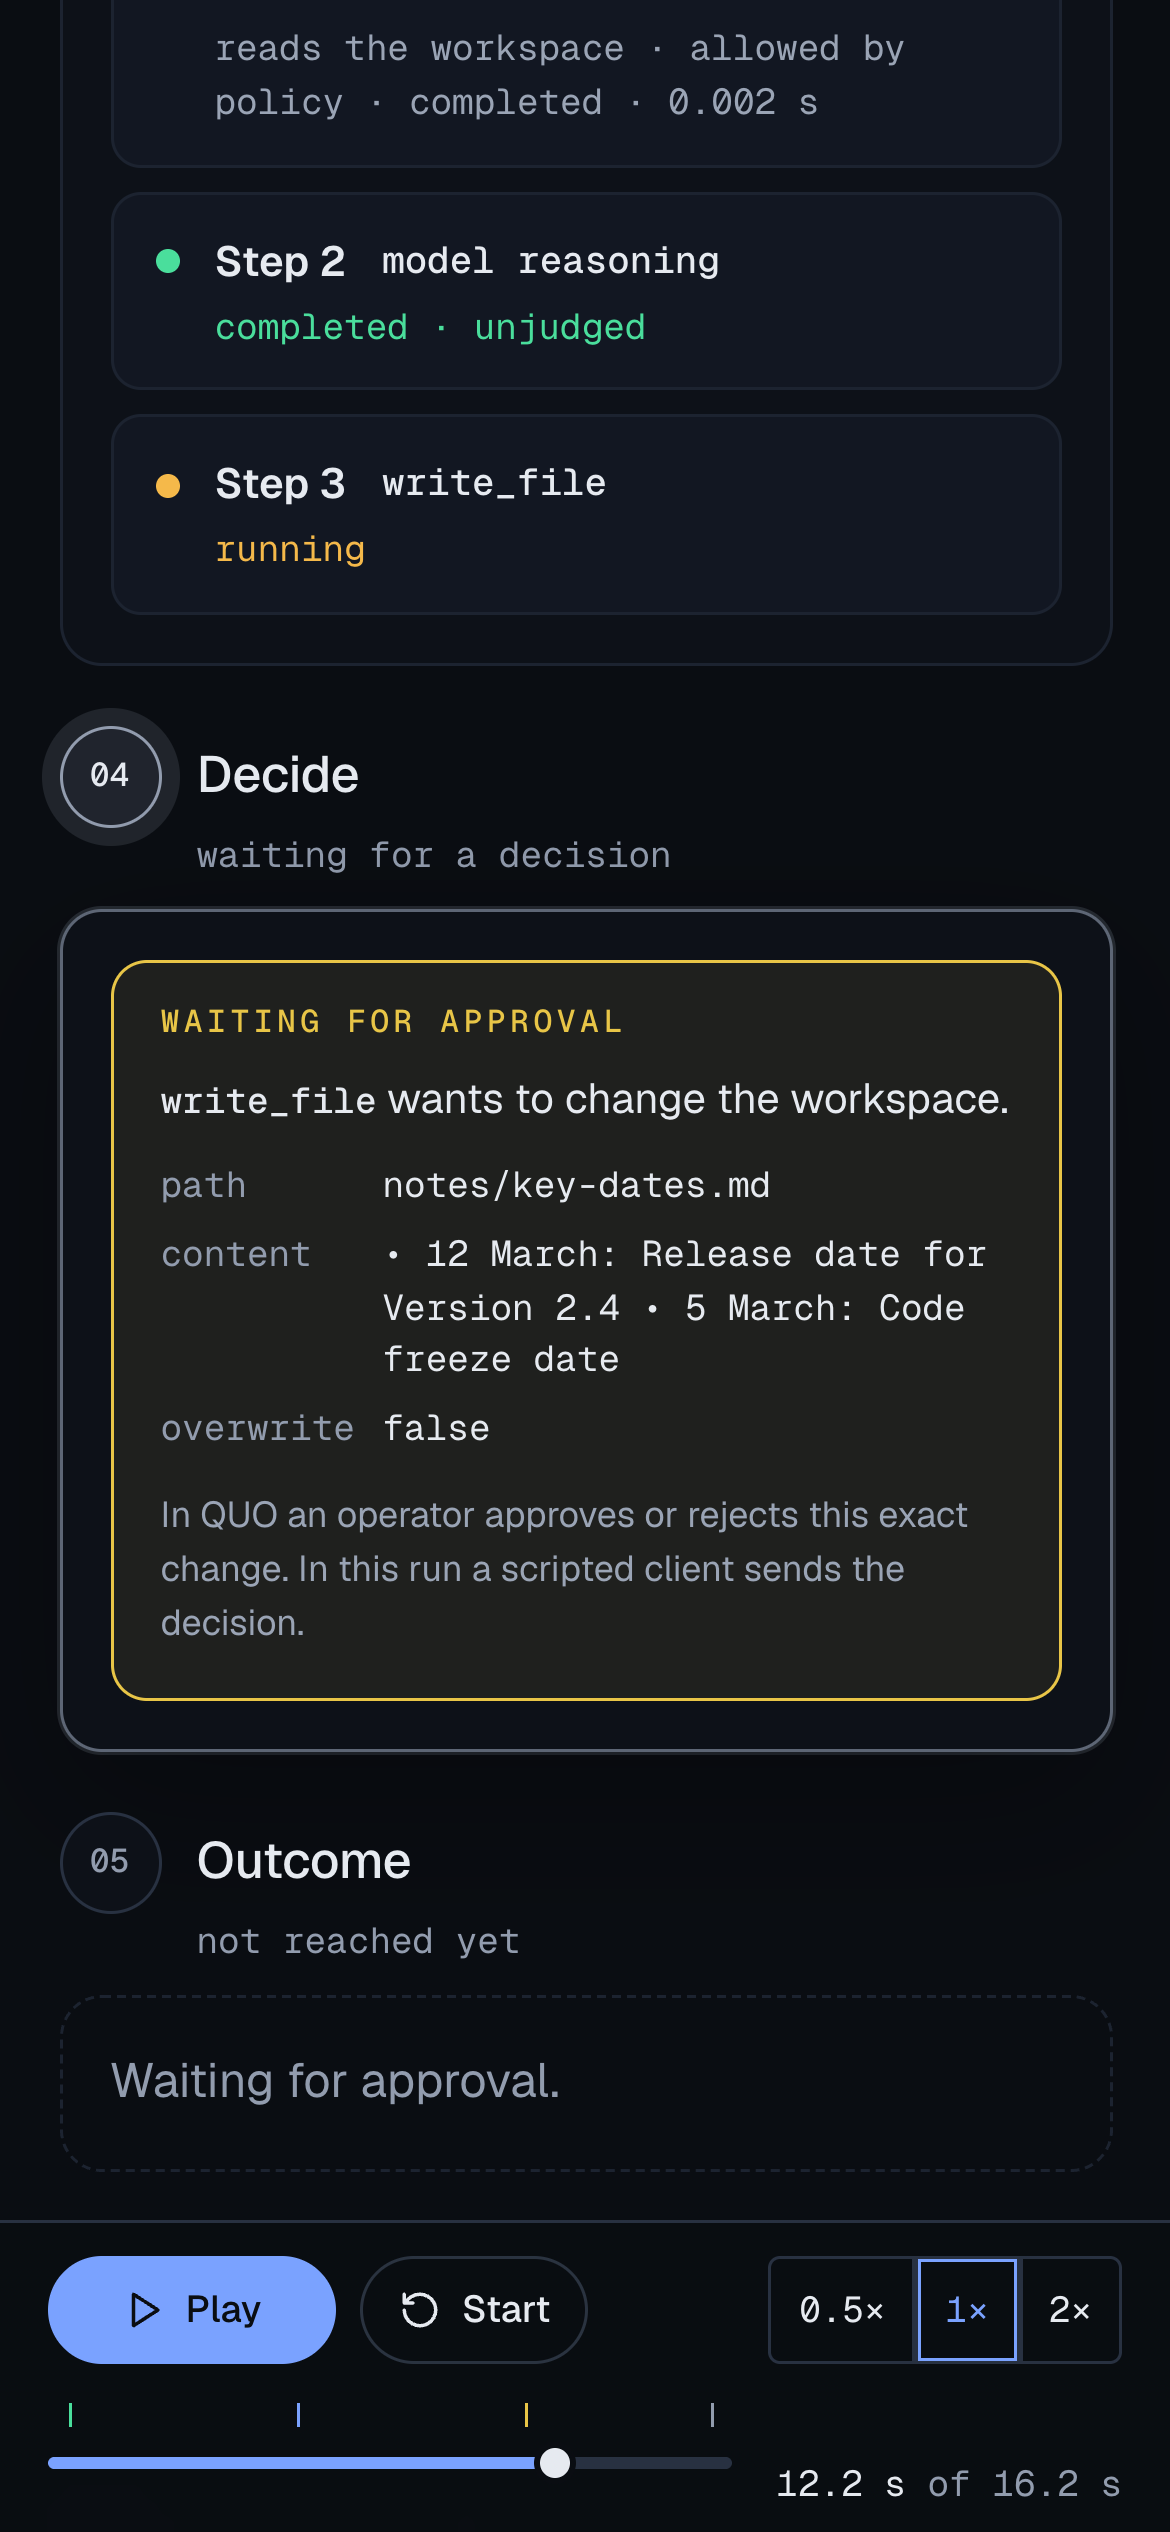 reads the workspace · allowed by
policy · completed · 0.002 s
Step 2 model reasoning
completed · unjudged
Step 3 write_file
running
04 Decide
waiting for a decision
WAITING FOR APPROVAL
write_file wants to change the workspace.
path notes/key-dates.md
content • 12 March: Release date for
Version 2.4 • 5 March: Code
freeze date
overwrite false
In QUO an operator approves or rejects this exact
change. In this run a scripted client sends the
decision.
05 Outcome
not reached yet
Waiting for approval.
Play Start 0.5× 1× 2×
12.2 s of 16.2 s